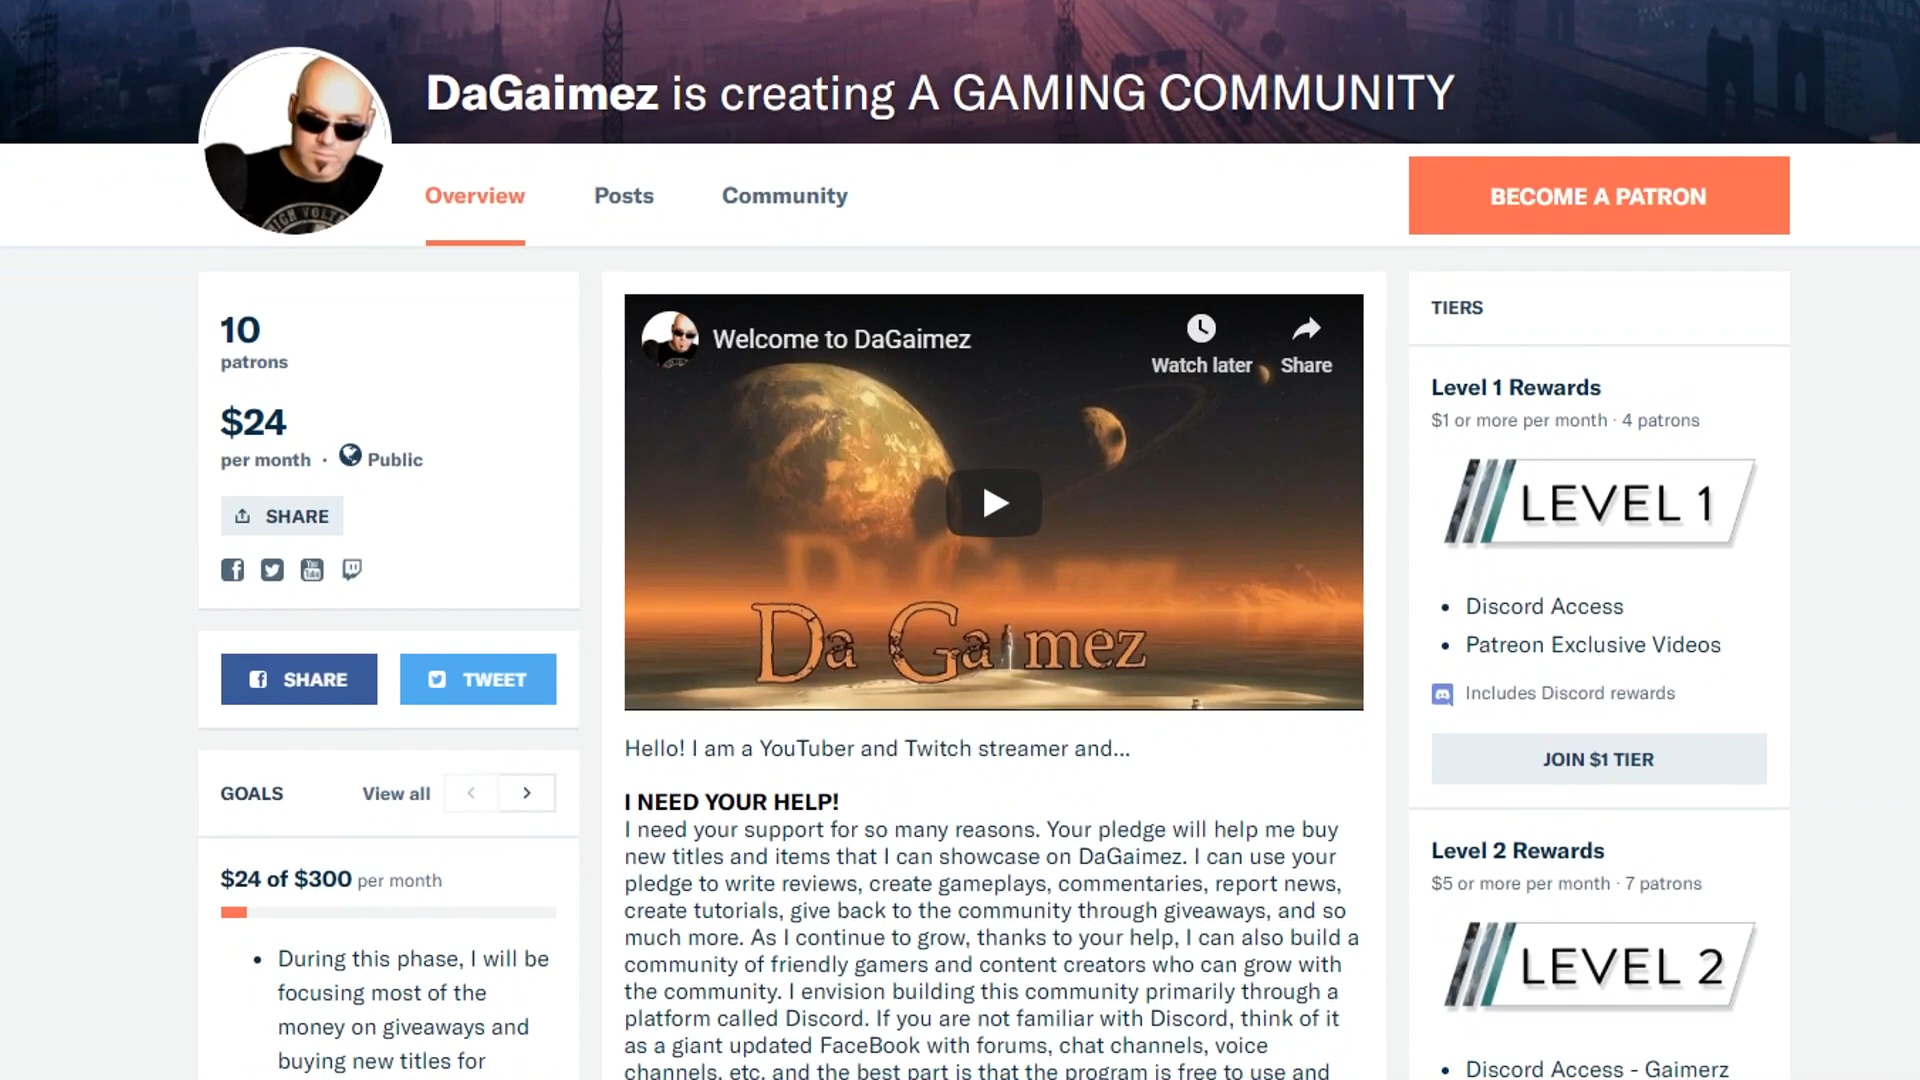 DaGaimez is creating A GAMING COMMUNITY
Overview
Posts
Community
BECOME A PATRON
10
patrons
$24
per month · Public
SHARE
SHARE
TWEET
GOALS
View all
$24 of $300 per month
• During this phase, I will be
focusing most of the
money on giveaways and
buying new titles for
Welcome to DaGaimez
Watch later
Share
Da Gaimez
Hello! I am a YouTuber and Twitch streamer and...
I NEED YOUR HELP!
I need your support for so many reasons. Your pledge will help me buy
new titles and items that I can showcase on DaGaimez. I can use your
pledge to write reviews, create gameplays, commentaries, report news,
create tutorials, give back to the community through giveaways, and so
much more. As I continue to grow, thanks to your help, I can also build a
community of friendly gamers and content creators who can grow with
the community. I envision building this community primarily through a
platform called Discord. If you are not familiar with Discord, think of it
as a giant updated FaceBook with forums, chat channels, voice
channels, etc. and the best part is that the program is free to use and
TIERS
Level 1 Rewards
$1 or more per month · 4 patrons
LEVEL 1
• Discord Access
• Patreon Exclusive Videos
Includes Discord rewards
JOIN $1 TIER
Level 2 Rewards
$5 or more per month · 7 patrons
LEVEL 2
• Discord Access - Gaimerz